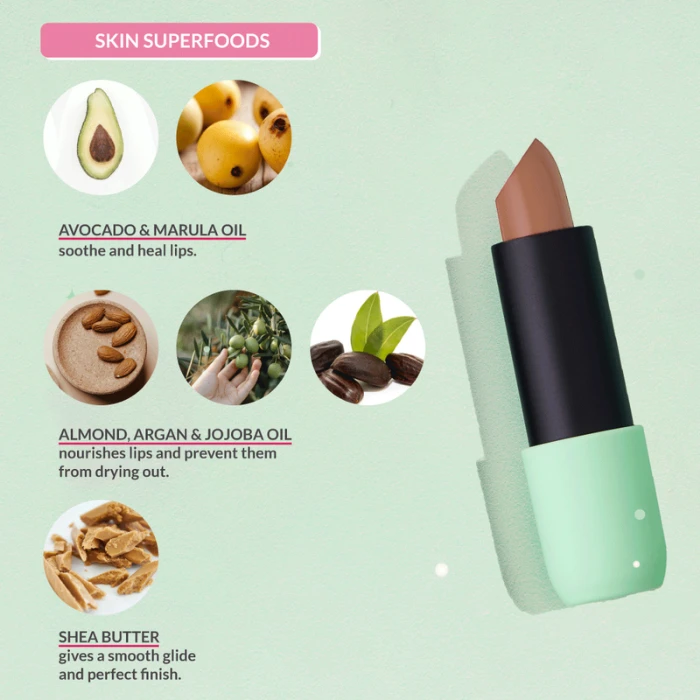 SKIN SUPERFOODS
AVOCADO & MARULA OIL
soothe and heal lips.
ALMOND, ARGAN & JOJOBA OIL
nourishes lips and prevent them
from drying out.
SHEA BUTTER
gives a smooth glide
and perfect finish.